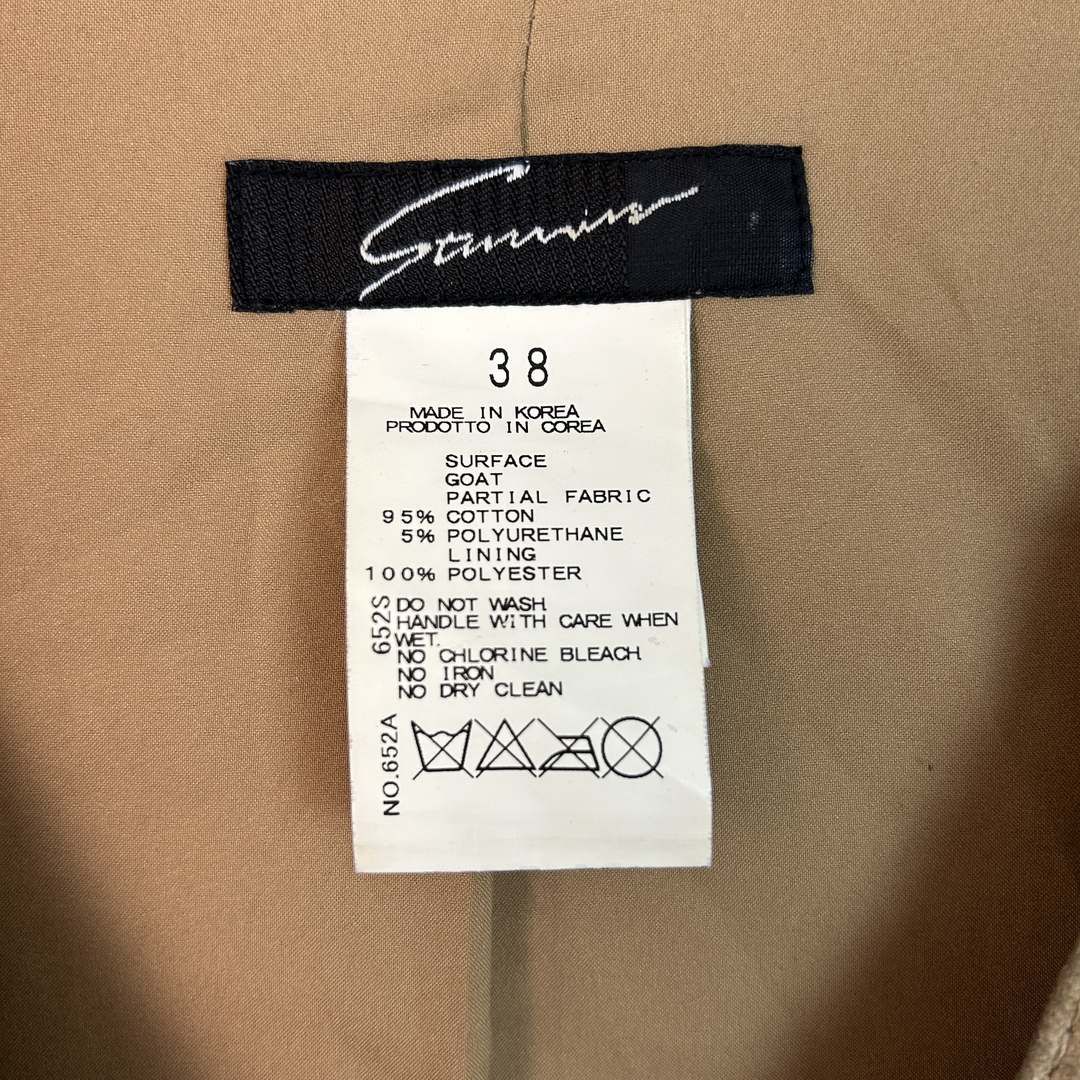 38
MADE IN KOREA
PRODOTTO IN COREA
SURFACE
GOAT
PARTIAL FABRIC
95% COTTON
5% POLYURETHANE
LINING
100% POLYESTER
652S
DO NOT WASH
HANDLE WITH CARE WHEN
WET.
NO CHLORINE BLEACH
NO IRON
NO DRY CLEAN
NO.652A